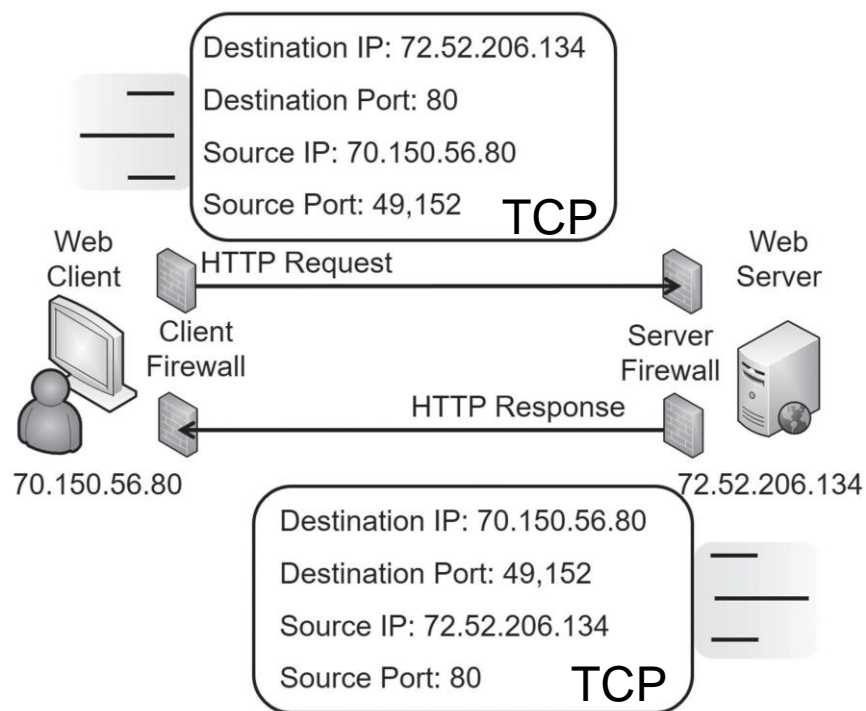 Destination IP: 72.52.206.134
Destination Port: 80
Source IP: 70.150.56.80
Source Port: 49,152
TCP
Web
Client
HTTP Request
Web
Server
Client
Firewall
Server
Firewall
HTTP Response
70.150.56.80
72.52.206.134
Destination IP: 70.150.56.80
Destination Port: 49,152
Source IP: 72.52.206.134
Source Port: 80
TCP